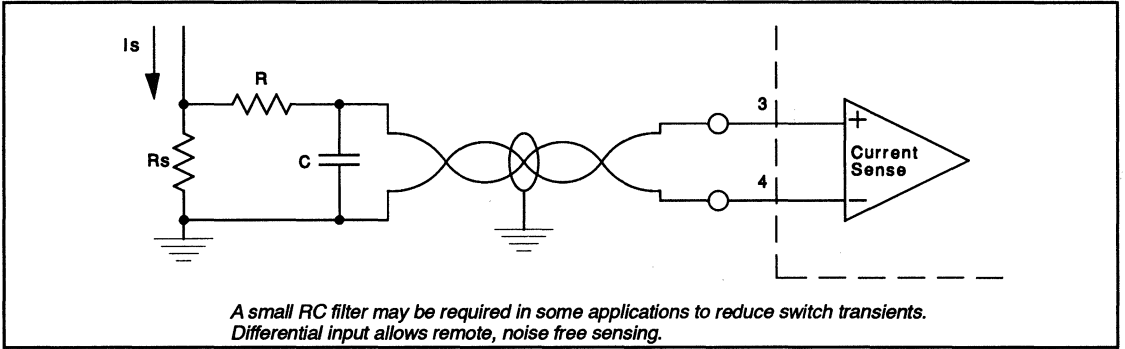 Is
R
3
+
Rs
C
Current
Sense
4
−
A small RC filter may be required in some applications to reduce switch transients.
Differential input allows remote, noise free sensing.